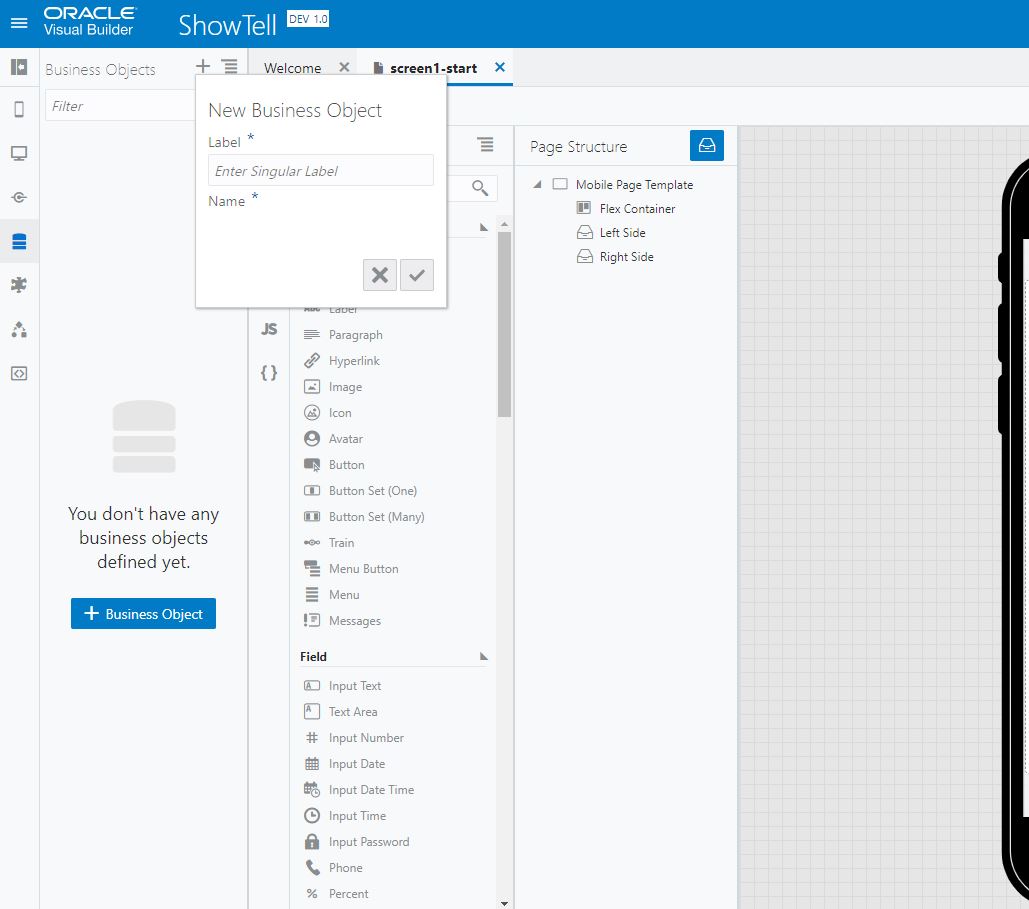 ORACLE
Visual Builder
ShowTell
DEV 1.0
Business Objects
Welcome
screen1-start
Filter
New Business Object
Label *
Enter Singular Label
Name *
Page Structure
Mobile Page Template
Flex Container
Left Side
Right Side
JS
{ }
Label
Paragraph
Hyperlink
Image
Icon
Avatar
Button
Button Set (One)
Button Set (Many)
Train
Menu Button
Menu
Messages
You don't have any
business objects
defined yet.
+ Business Object
Field
Input Text
Text Area
Input Number
Input Date
Input Date Time
Input Time
Input Password
Phone
Percent